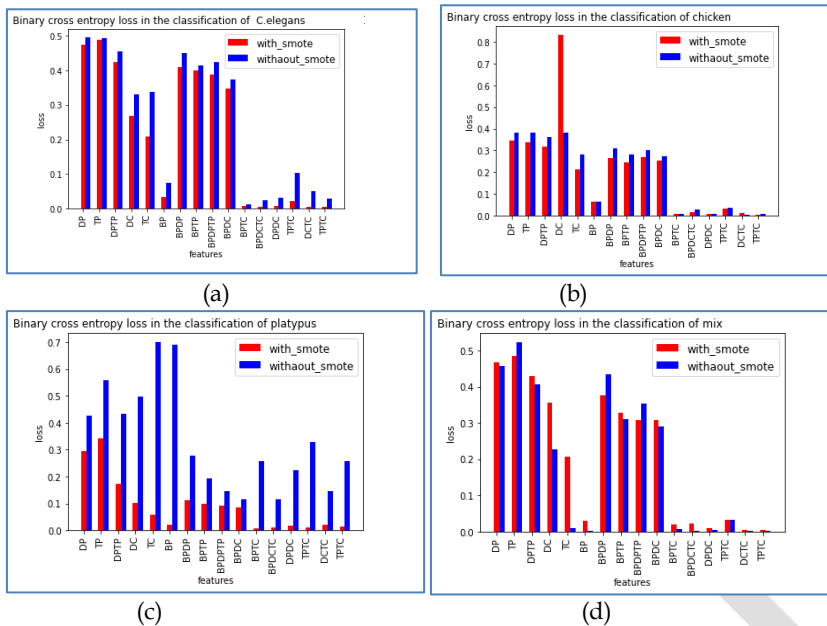 Binary cross entropy loss in the classification of C.elegans
with_smote
withaout_smote
0.5
0.4
0.3
0.2
0.1
0.0
loss
DP TP DPTP DC TC BP BPDP BPTP BPDPTP BPDC BPTC BPDCTC DPDC TPTC DCTC TPTC
features
(a)
Binary cross entropy loss in the classification of chicken
with_smote
withaout_smote
0.8
0.7
0.6
0.5
0.4
0.3
0.2
0.1
0.0
loss
DP TP DPTP DC TC BP BPDP BPTP BPDPTP BPDC BPTC BPDCTC DPDC TPTC DCTC TPTC
features
(b)
Binary cross entropy loss in the classification of platypus
with_smote
withaout_smote
0.7
0.6
0.5
0.4
0.3
0.2
0.1
0.0
loss
DP TP DPTP DC TC BP BPDP BPTP BPDPTP BPDC BPTC BPDCTC DPDC TPTC DCTC TPTC
features
(c)
Binary cross entropy loss in the classification of mix
with_smote
withaout_smote
0.5
0.4
0.3
0.2
0.1
0.0
loss
DP TP DPTP DC TC BP BPDP BPTP BPDPTP BPDC BPTC BPDCTC DPDC TPTC DCTC TPTC
features
(d)